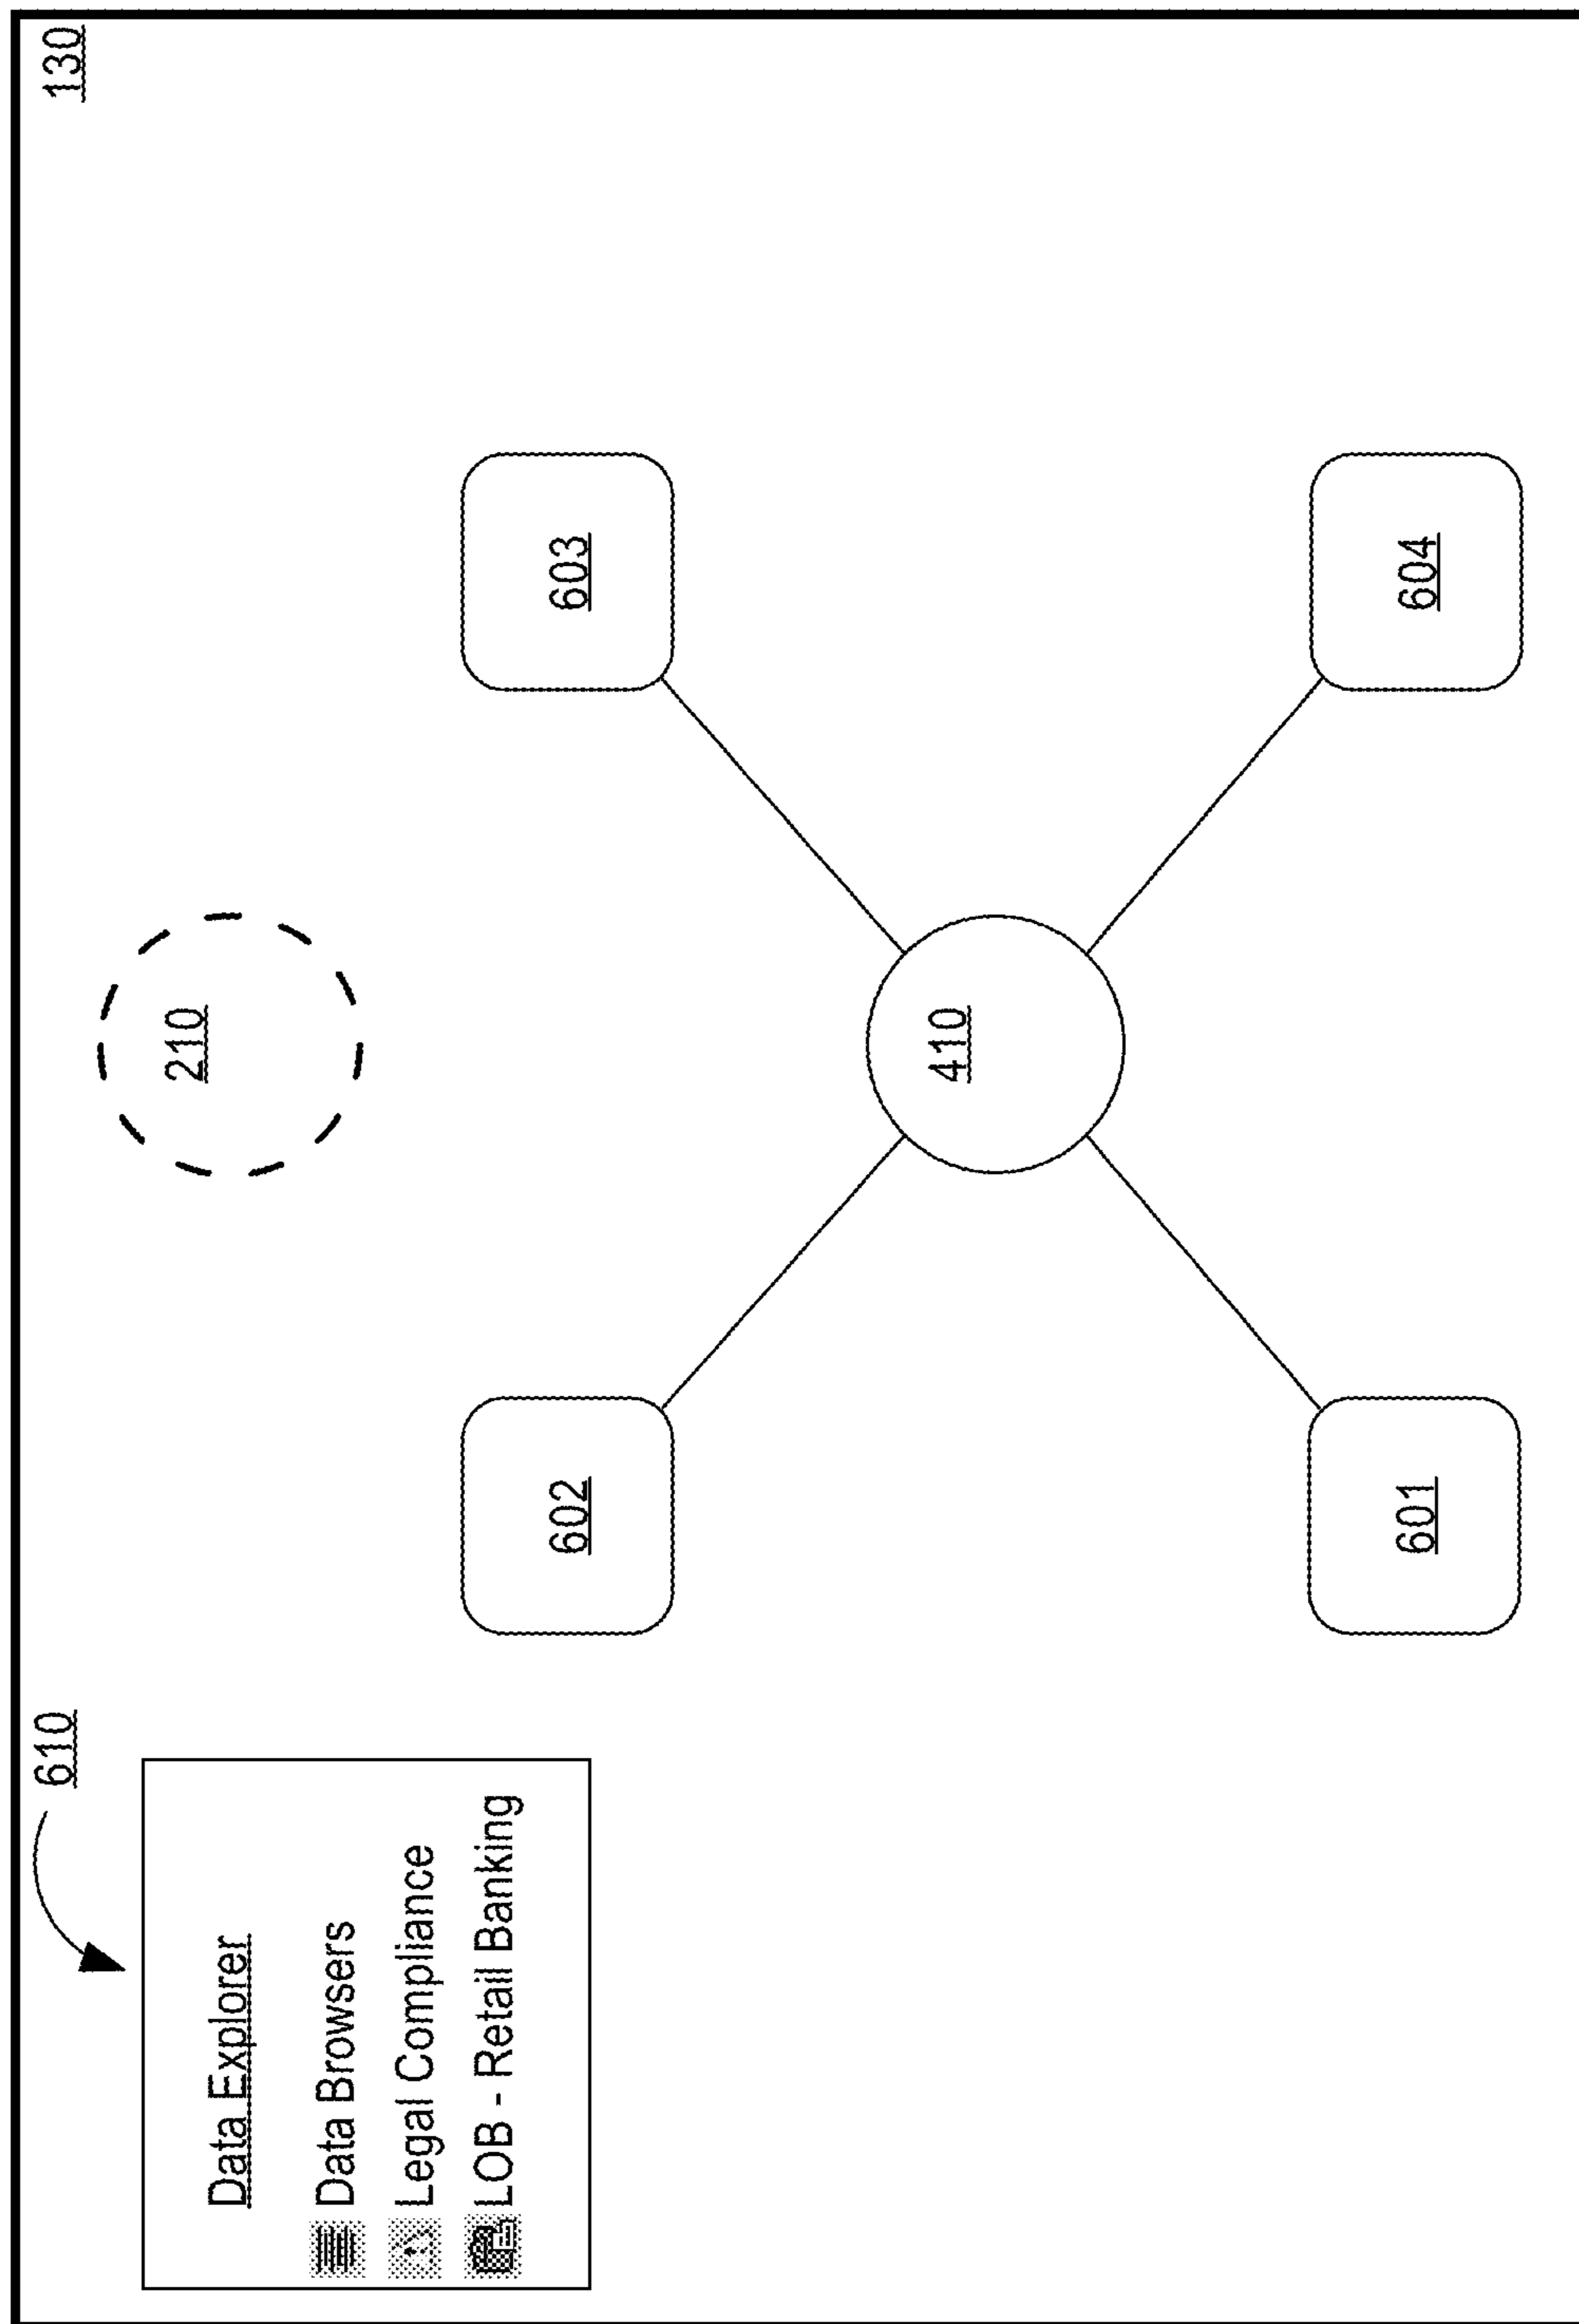 130
610
Data Explorer
Data Browsers
Legal Compliance
LOB - Retail Banking
210
602
603
410
601
604